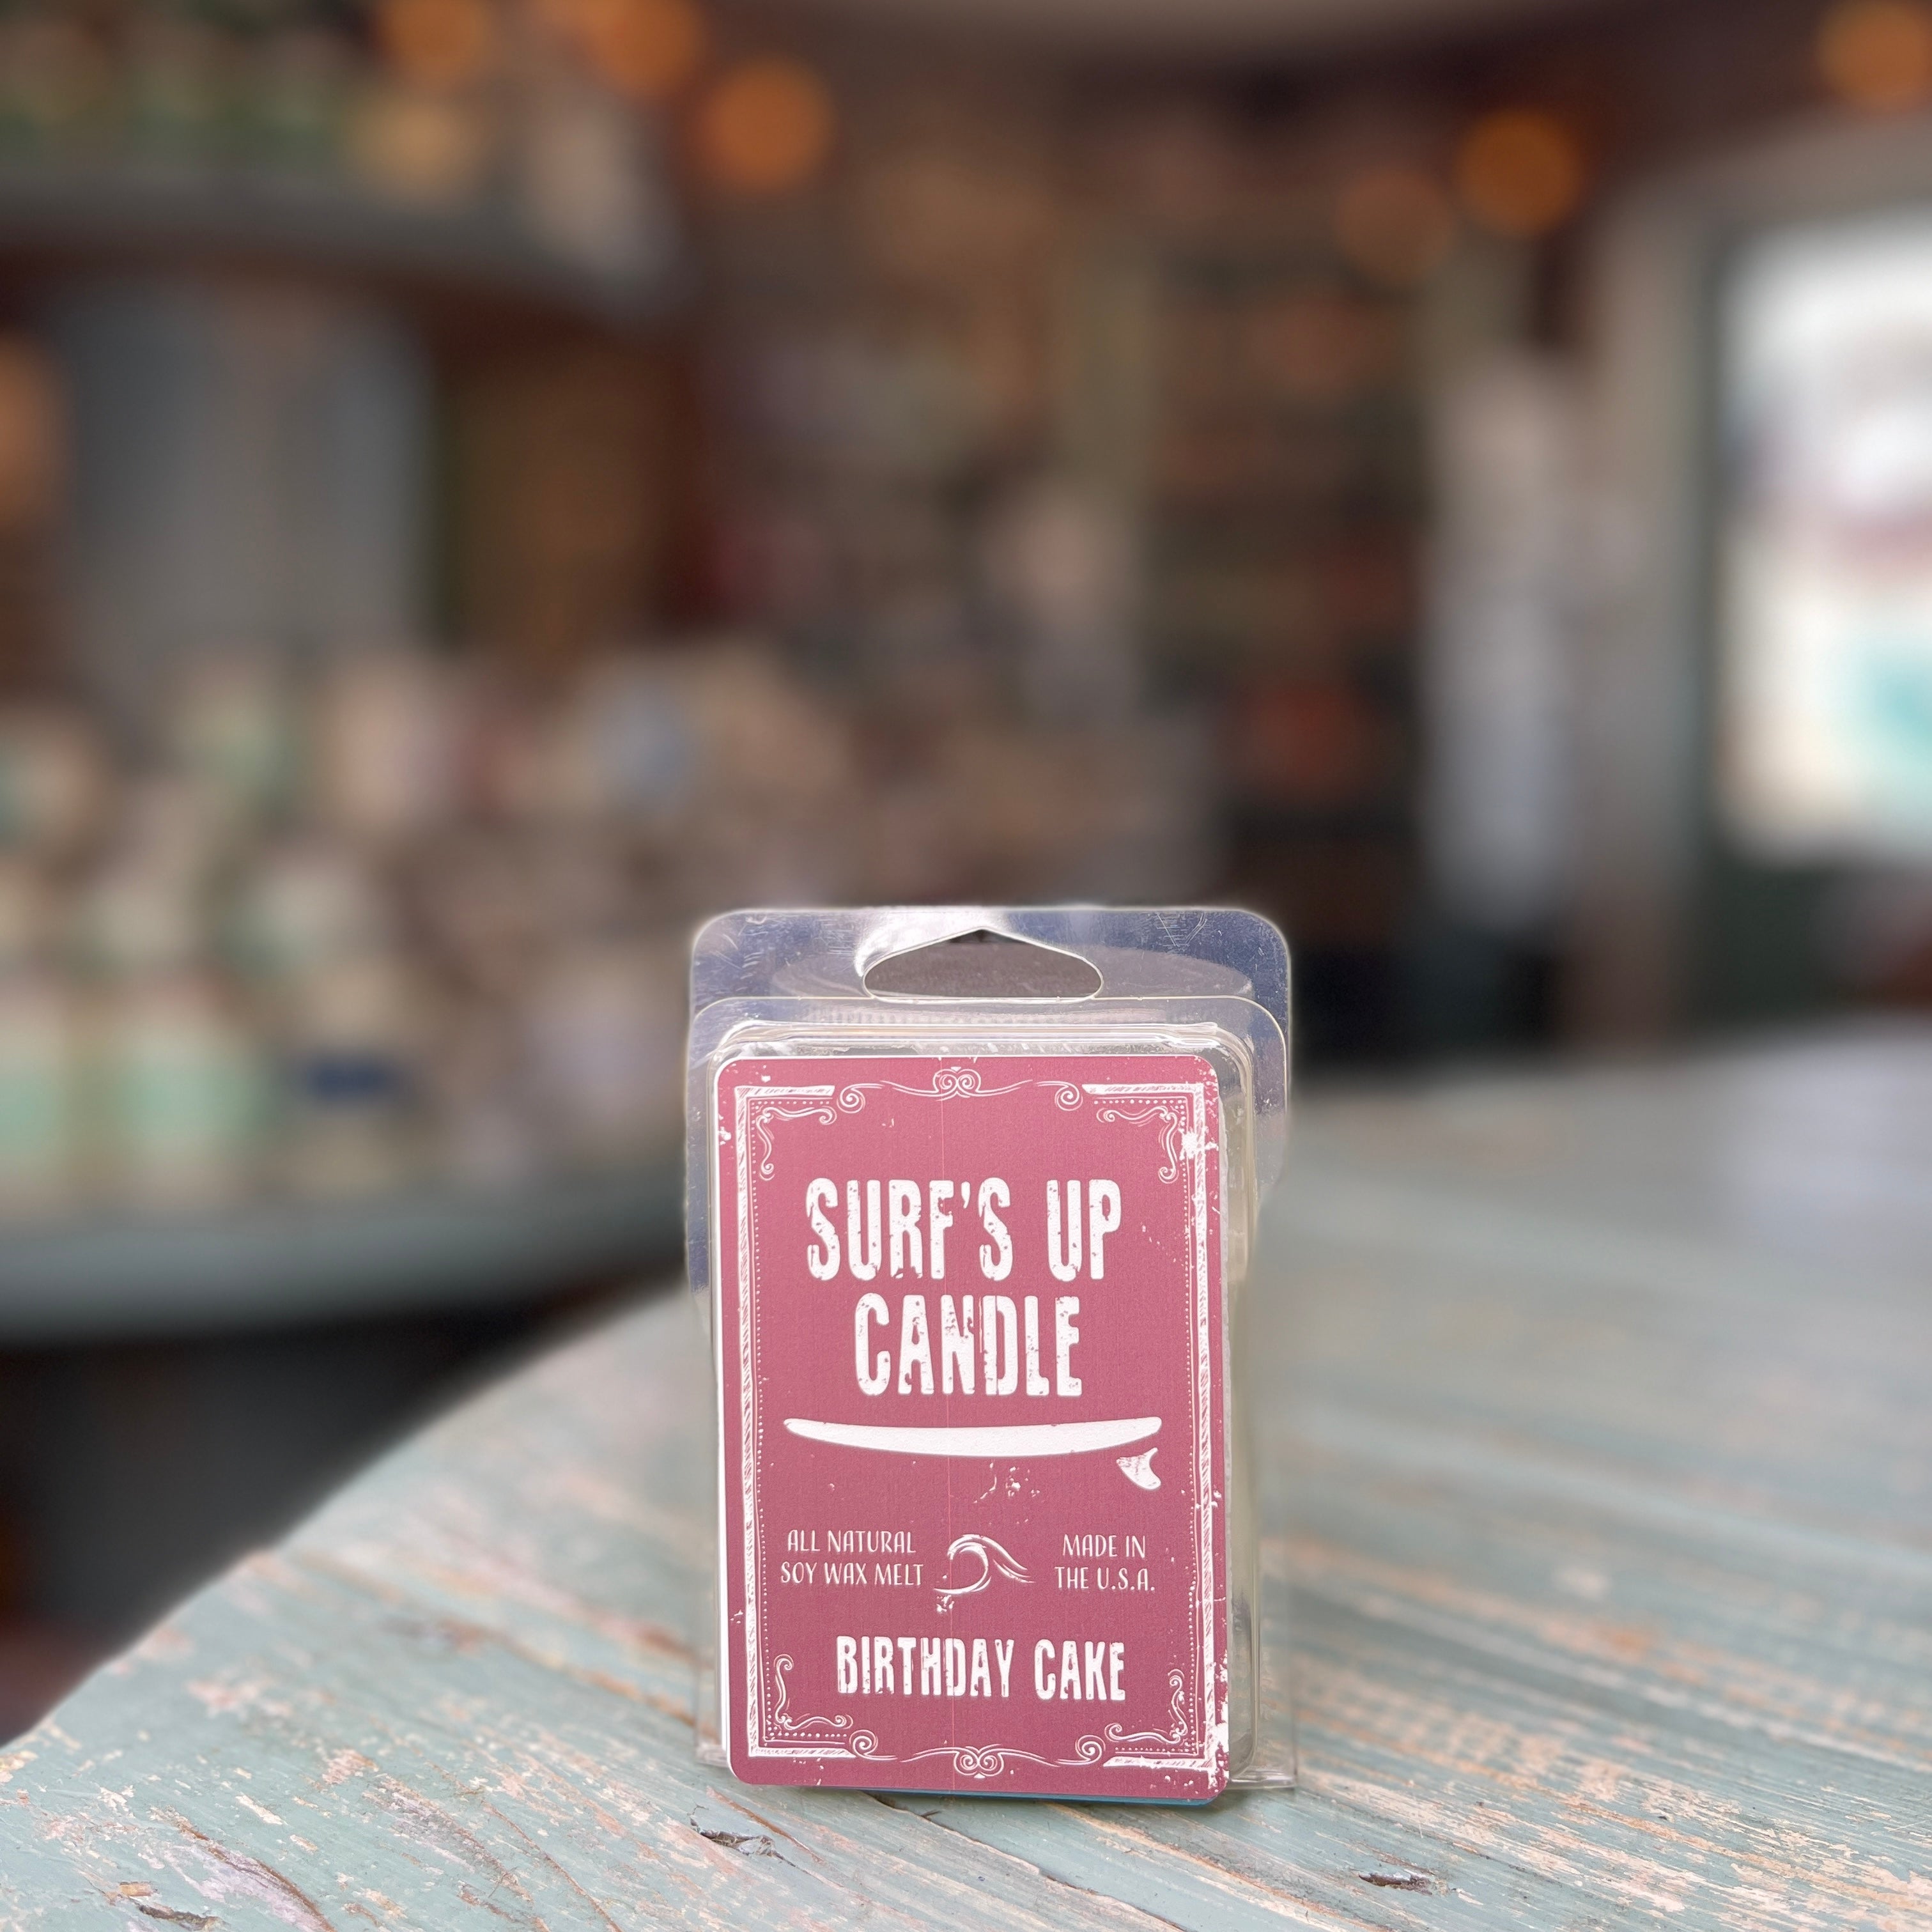 SURF'S UP
CANDLE
ALL NATURAL
SOY WAX MELT
MADE IN
THE U.S.A.
BIRTHDAY CAKE